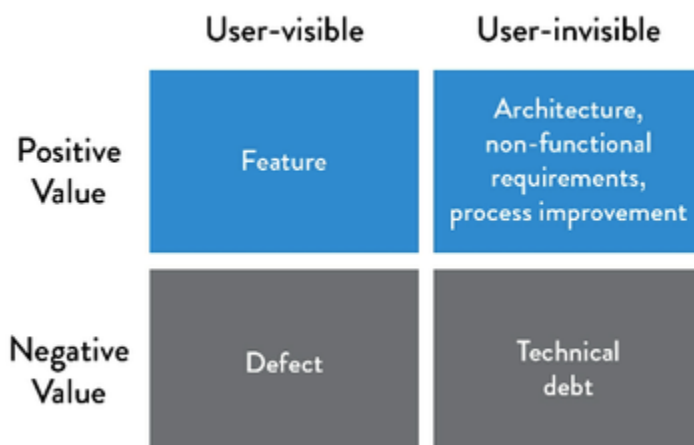 User-visible
User-invisible
Positive
Value
Feature
Architecture,
non-functional
requirements,
process improvement
Negative
Value
Defect
Technical
debt